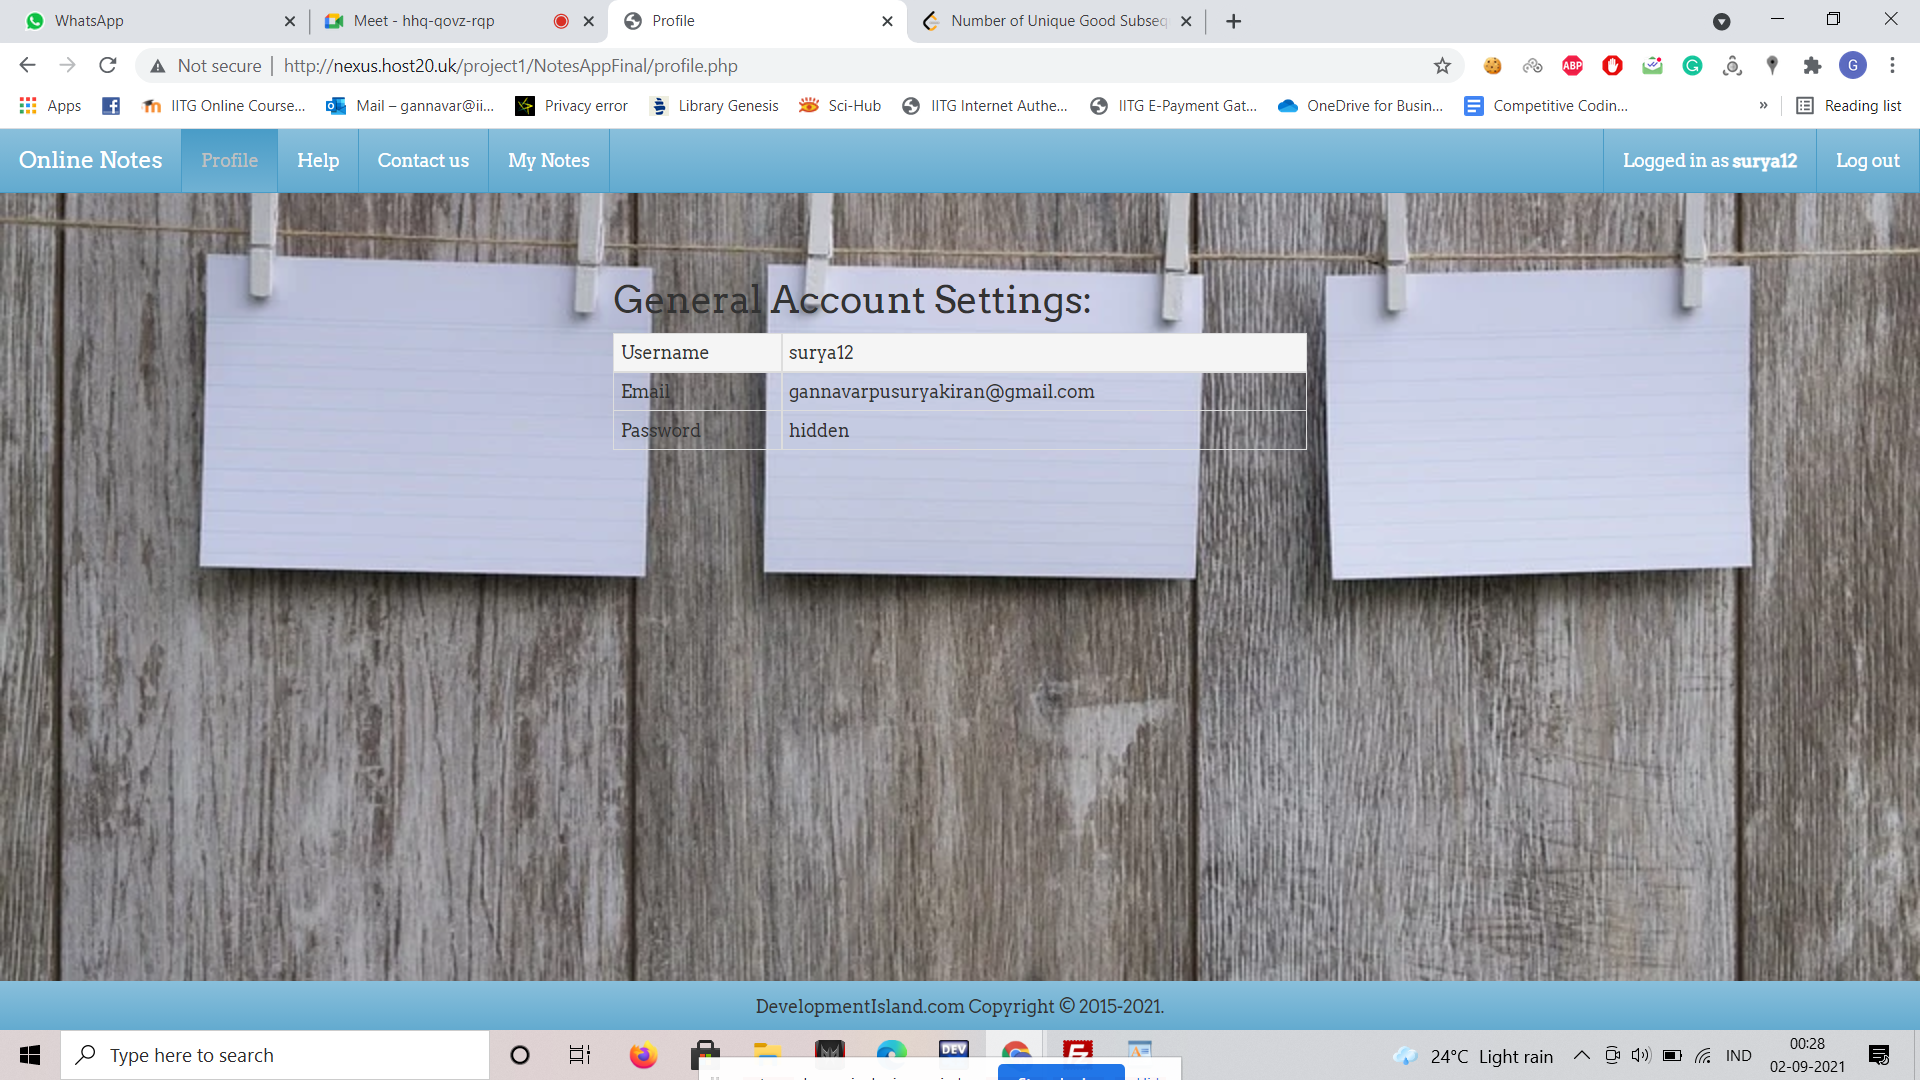 WhatsApp
Meet - hhq-qovz-rqp
Profile
Number of Unique Good Subseq
Not secure
http://nexus.host20.uk/project1/NotesAppFinal/profile.php
ABP
G
Apps
IITG Online Course...
Mail – gannavar@ii...
Privacy error
Library Genesis
Sci-Hub
IITG Internet Authe...
IITG E-Payment Gat...
OneDrive for Busin...
Competitive Codin...
»
Reading list
Online Notes
Profile
Help
Contact us
My Notes
Logged in as surya12
Log out
General Account Settings:
Username
surya12
Email
gannavarpusuryakiran@gmail.com
Password
hidden
DevelopmentIsland.com Copyright © 2015-2021.
Type here to search
DEV
24°C Light rain
IND
00:28
02-09-2021